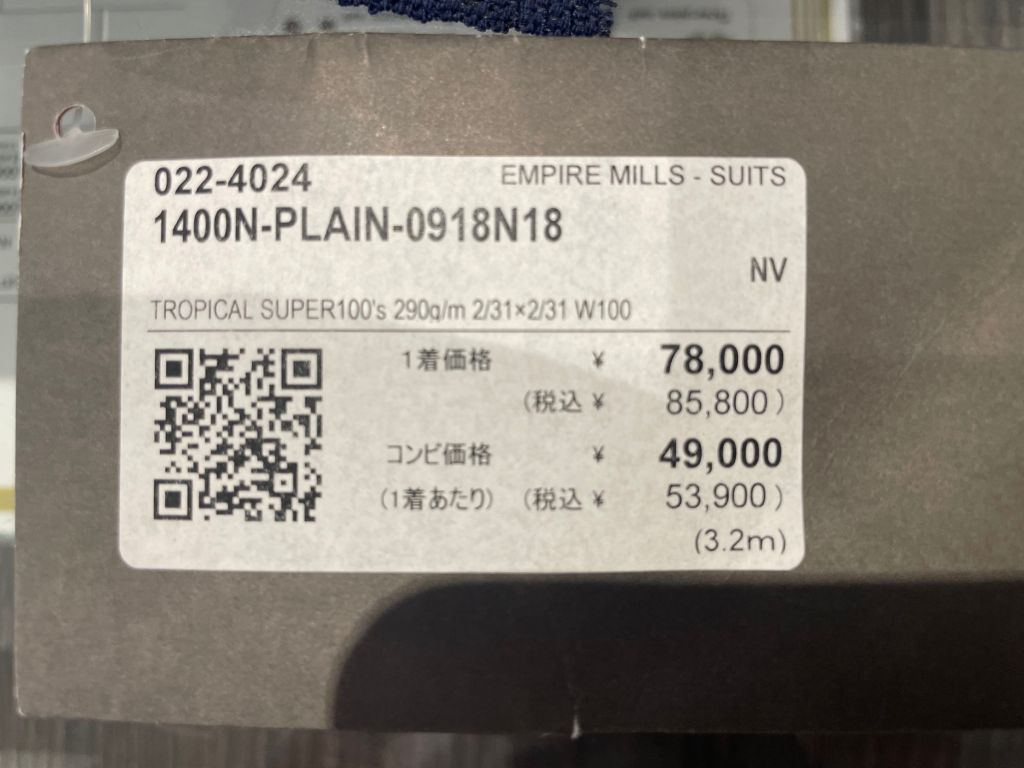 022-4024 EMPIRE MILLS - SUITS
1400N-PLAIN-0918N18
NV
TROPICAL SUPER100's 290g/m 2/31×2/31 W100
1着価格 ¥ 78,000
(税込 ¥ 85,800)
コンビ価格 ¥ 49,000
(1着あたり) (税込 ¥ 53,900)
(3.2m)